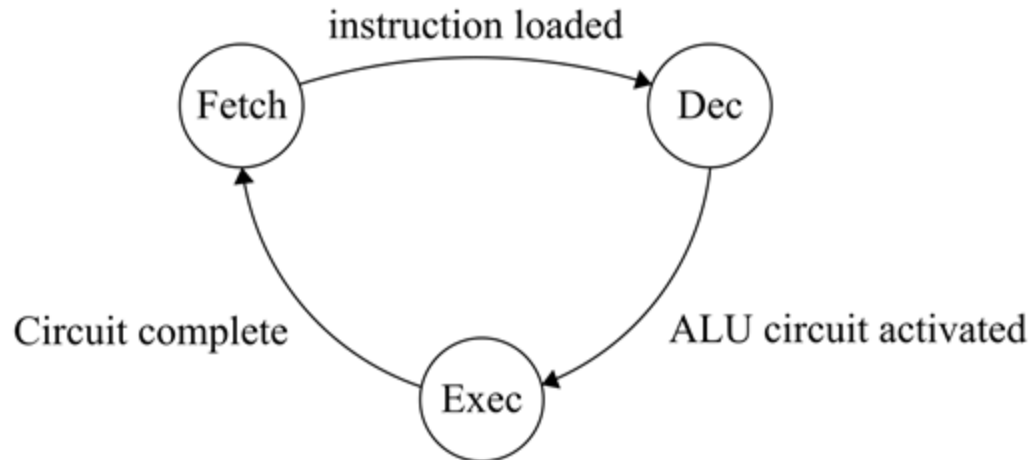 instruction loaded
Fetch
Dec
Circuit complete
ALU circuit activated
Exec